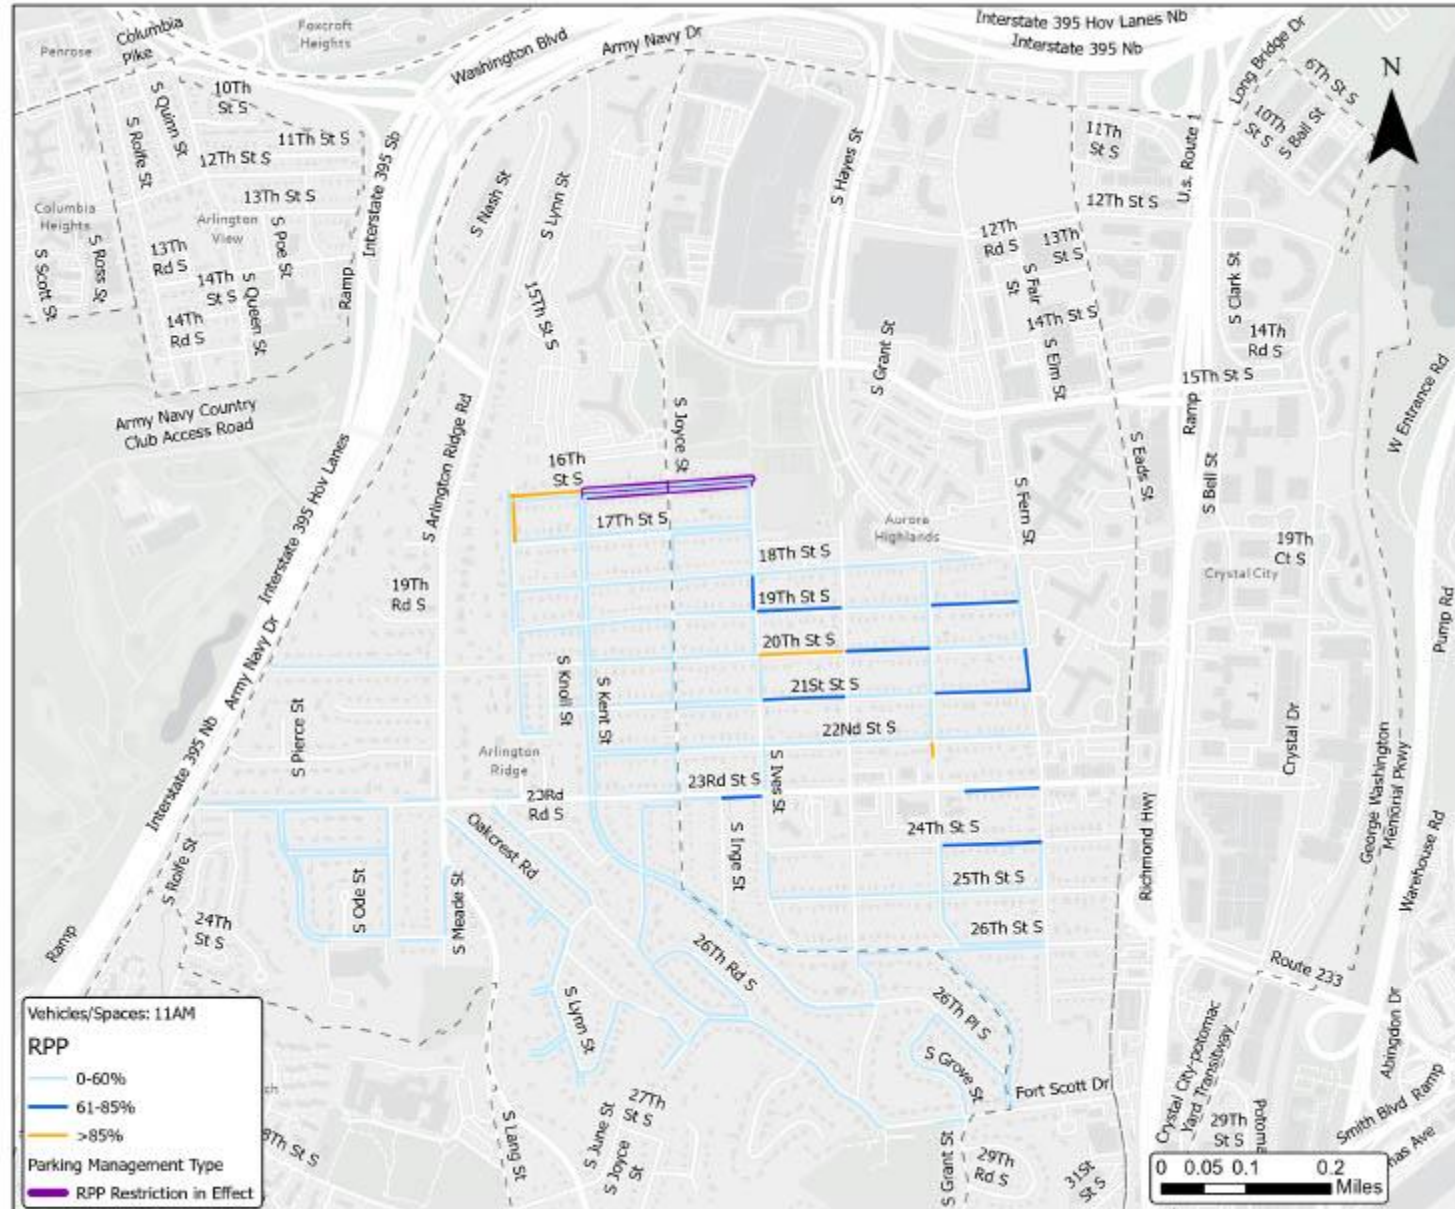 Columbia
Pike
Foxcroft
Heights
Penrose
Washington Blvd
Army Navy Dr
Interstate 395 Hov Lanes Nb
Interstate 395 Nb
Long Bridge Dr
6Th St S
10Th
St S
S Ball St
N
S Quinn St
10Th
St S
S Rolfe St
11Th St S
12Th St S
13Th St S
Interstate 395 Sb
Columbia
Heights
Arlington
View
S Poe St
S Scott St
S Ross St
13Th
Rd S
14Th
St S
14Th
Rd S
S Queen St
Ramp
Army Navy Country
Club Access Road
S Nash St
S Lynn St
15Th St S
S Hayes St
11Th
St S
U.s. Route 1
12Th St S
12Th
Rd S
13Th
St S
S Fair
St
14Th St S
S Elm St
S Clark St
14Th
Rd S
15Th St S
Ramp
S Grant St
W Entrance Rd
S Joyce St
S Arlington Ridge Rd
Interstate 395 Hov Lanes
16Th
St S
17Th St S
18Th St S
Aurora
Highlands
S Fern St
S Eads St
S Bell St
19Th
Ct S
Crystal City
Pump Rd
19Th
Rd S
19Th St S
20Th St S
21St St S
22Nd St S
Army Navy Dr
Interstate 395 Nb
S Pierce St
S Knoll St
S Kent St
Arlington
Ridge
23Rd
Rd S
23Rd St S
S Ives St
Crystal Dr
George Washington
Memorial Pkwy
Warehouse Rd
Richmond Hwy
S Inge St
24Th St S
25Th St S
26Th St S
Oakcrest Rd
S Rolfe St
S Ode St
S Meade St
24Th
St S
Ramp
26Th Rd S
26Th Pl S
S Lynn St
S Grove St
Fort Scott Dr
Route 233
Abingdon Dr
Crystal City-potomac
Yard Transitway
Smith Blvd Ramp
29Th
St S
27Th
St S
S June St
S Joyce
St
S Lang St
S Grant St
29Th
Rd S
31St
St S
Vehicles/Spaces: 11AM
RPP
0-60%
61-85%
>85%
Parking Management Type
RPP Restriction in Effect
0 0.05 0.1 0.2
Miles